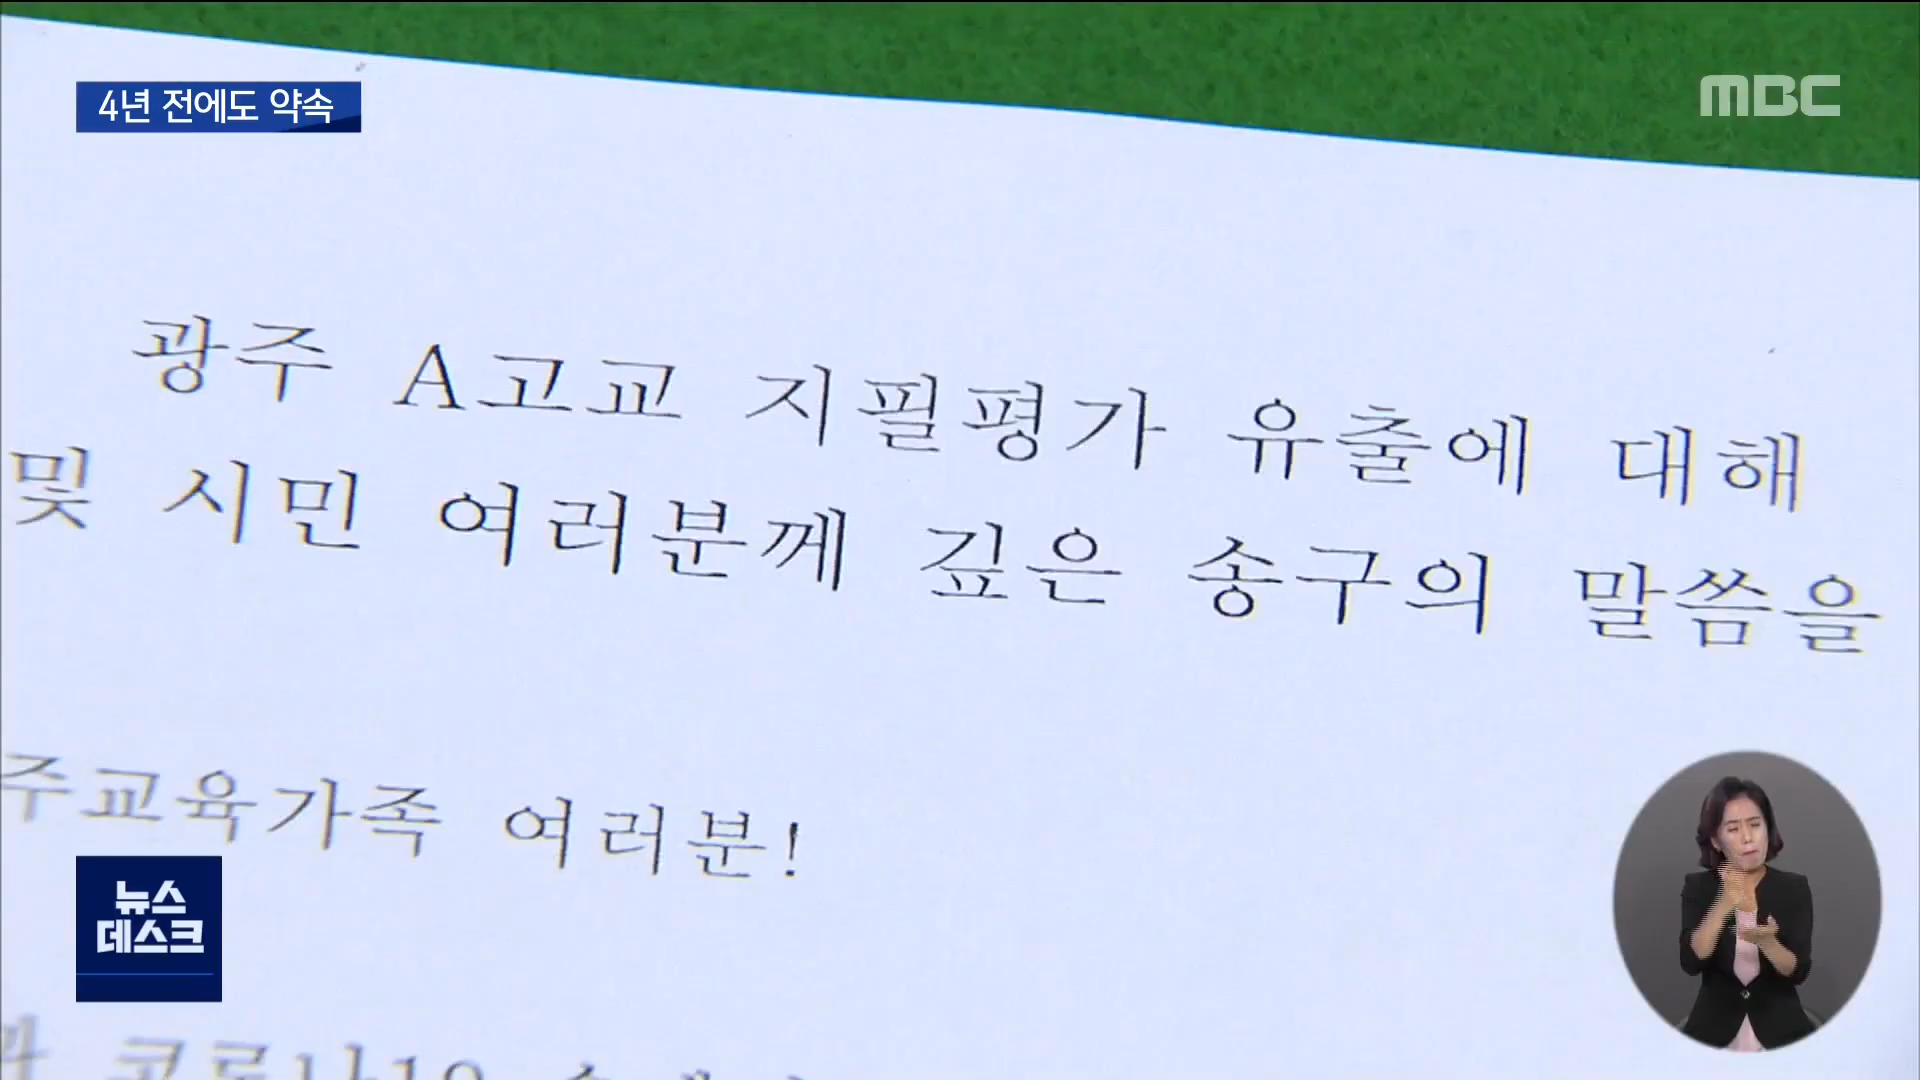 4년 전에도 약속
MBC
광주 A고교 지필평가 유출에 대해
및 시민 여러분께 깊은 송구의 말씀을
주교육가족 여러분!
뉴스
데스크